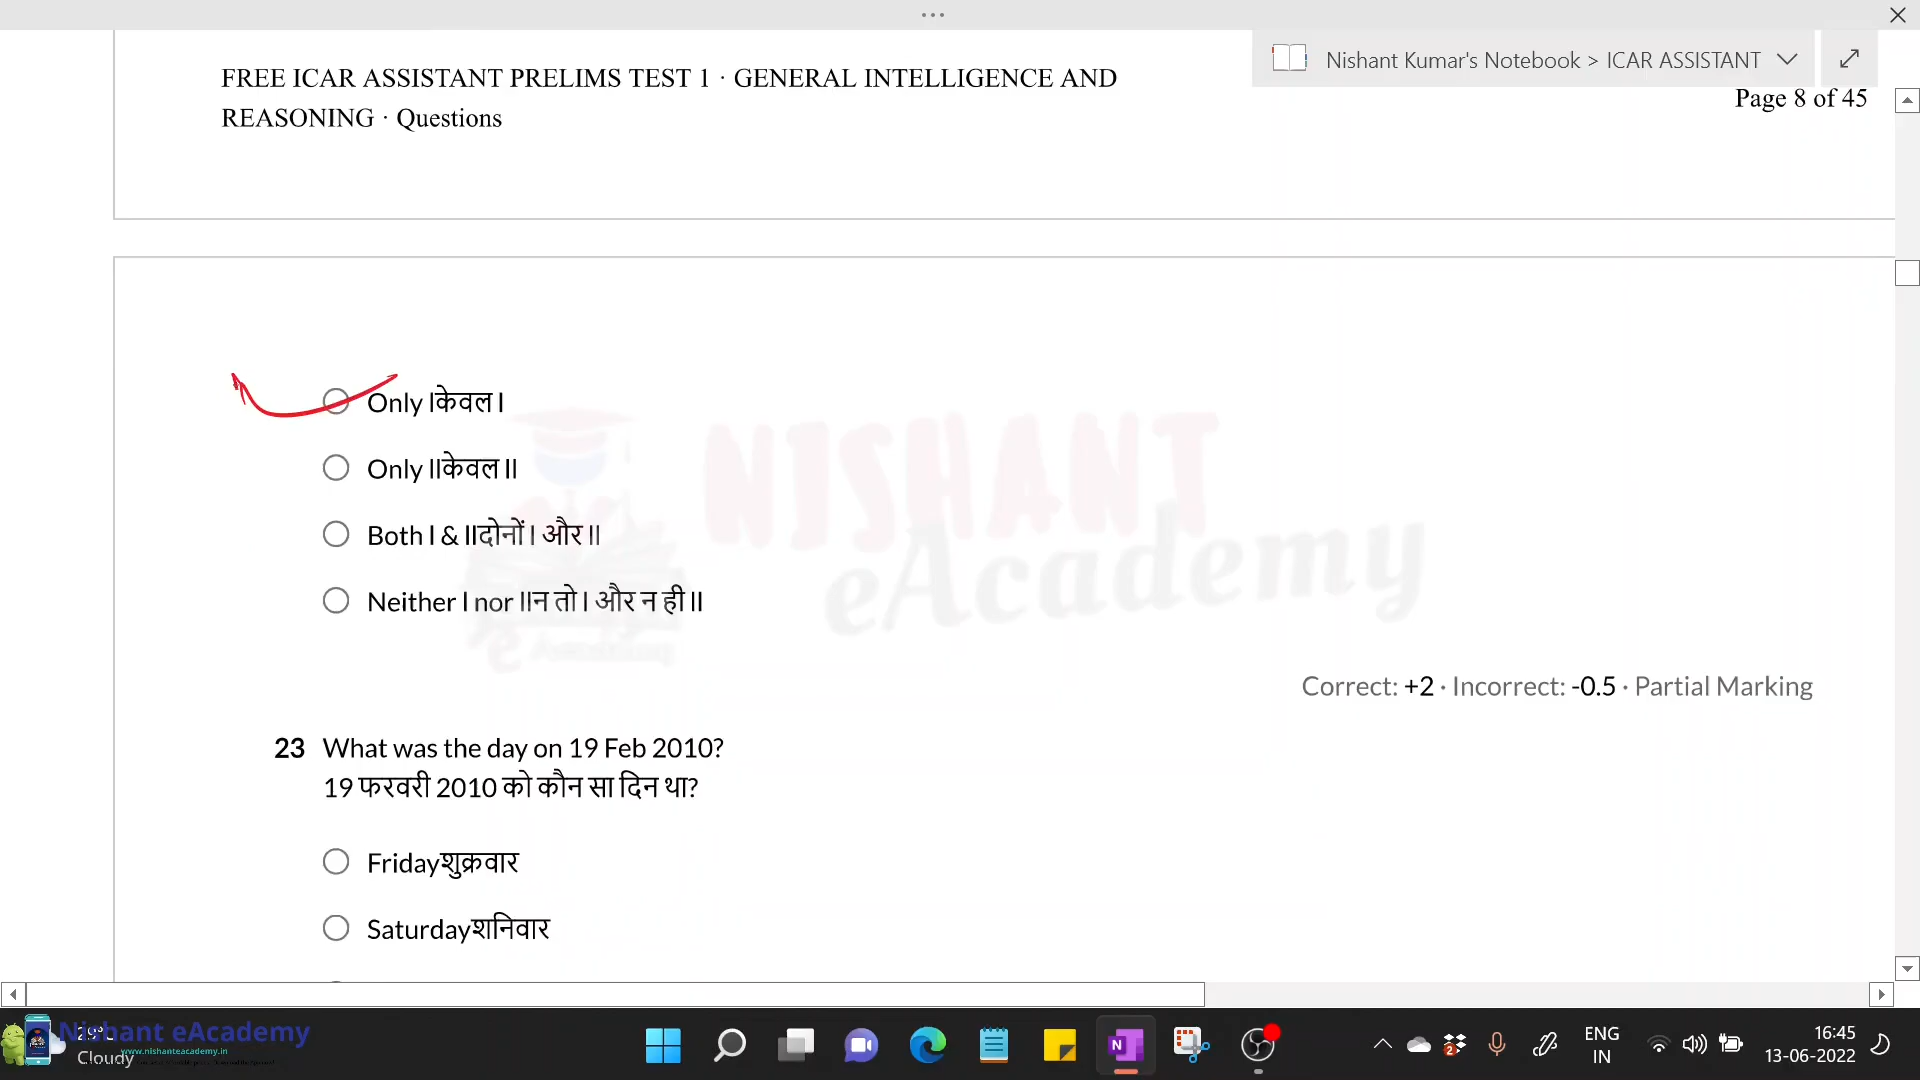 Nishant Kumar's Notebook > ICAR ASSISTANT
FREE ICAR ASSISTANT PRELIMS TEST 1 · GENERAL INTELLIGENCE AND
REASONING · Questions
Page 8 of 45
Only Iकेवल I
Only IIकेवल II
Both I & IIदोनों I और II
Neither I nor IIन तो I और न ही II
NISHANT
eAcademy
Correct: +2 · Incorrect: -0.5 · Partial Marking
23 What was the day on 19 Feb 2010?
19 फरवरी 2010 को कौन सा दिन था?
Fridayशुक्रवार
Saturdayशनिवार
Nishant eAcademy
www.nishanteacademy.in
Cloudy
ENG
IN
16:45
13-06-2022